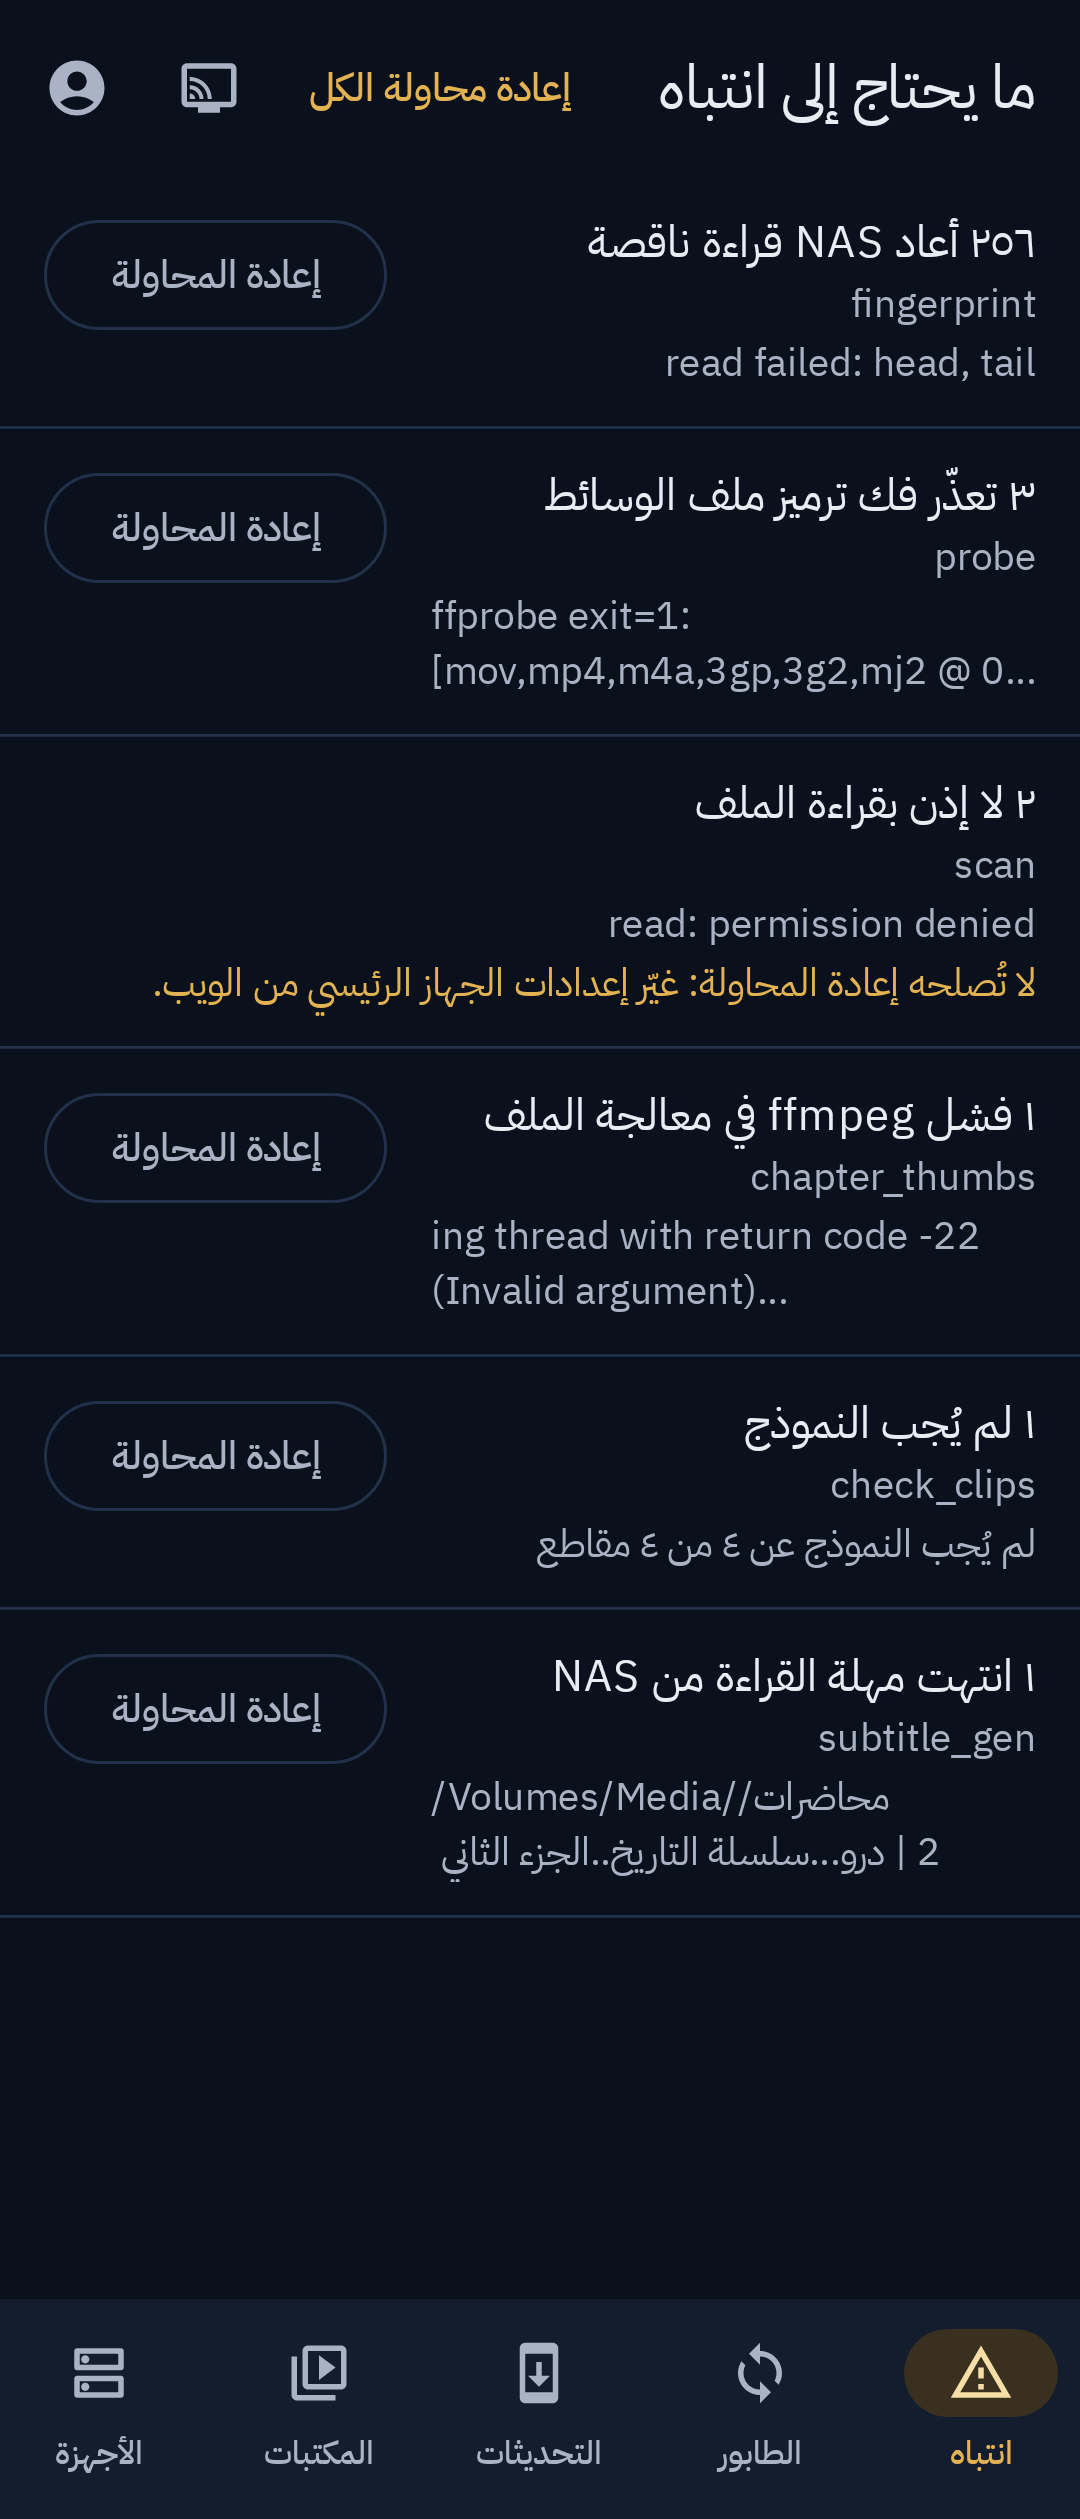 ما يحتاج إلى انتباه
إعادة محاولة الكل
٢٥٦ أعاد NAS قراءة ناقصة
fingerprint
read failed: head, tail
إعادة المحاولة
٣ تعذّر فك ترميز ملف الوسائط
probe
ffprobe exit=1:
[mov,mp4,m4a,3gp,3g2,mj2 @ 0...
إعادة المحاولة
٢ لا إذن بقراءة الملف
scan
read: permission denied
لا تُصلحه إعادة المحاولة: غيّر إعدادات الجهاز الرئيسي من الويب.
١ فشل ffmpeg في معالجة الملف
chapter_thumbs
ing thread with return code -22
(Invalid argument)...
إعادة المحاولة
١ لم يُجب النموذج
check_clips
لم يُجب النموذج عن ٤ من ٤ مقاطع
إعادة المحاولة
١ انتهت مهلة القراءة من NAS
subtitle_gen
/Volumes/Media//محاضرات
2 | درو...سلسلة التاريخ..الجزء الثاني
إعادة المحاولة
انتباه
الطابور
التحديثات
المكتبات
الأجهزة